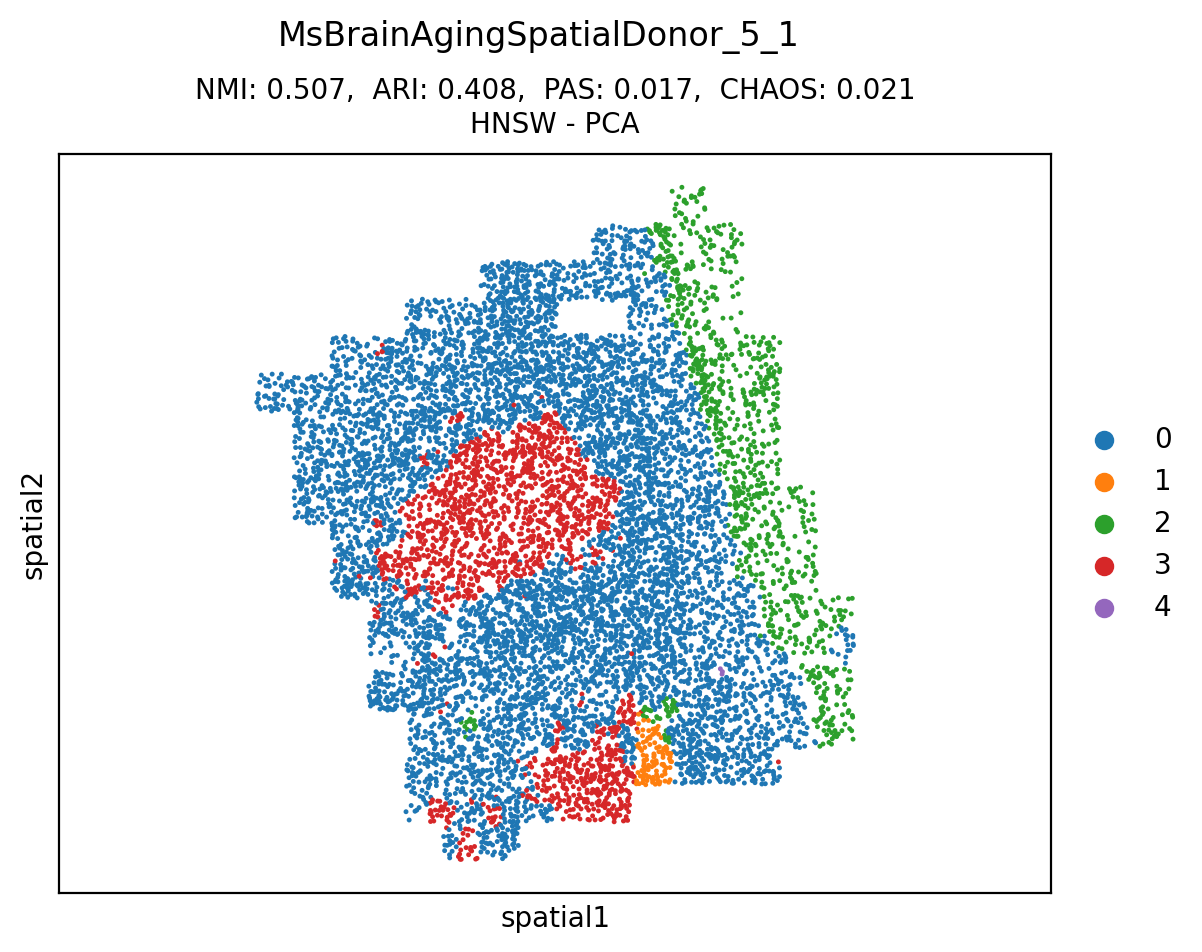 MsBrainAgingSpatialDonor_5_1
NMI: 0.507,  ARI: 0.408,  PAS: 0.017,  CHAOS: 0.021
HNSW - PCA
spatial2
0
1
2
3
4
spatial1